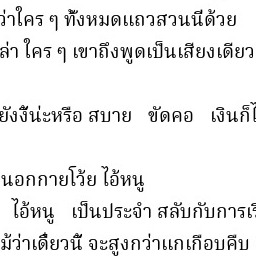 ว่าใคร ๆ ทั้งหมดแถวสวนนี้ด้วย
ล่า ใคร ๆ เขาถึงพูดเป็นเสียงเดียว
ยังงี้น่ะหรือ สบาย ขัดคอ เงินก็ไ
นอกกายโว้ย ไอ้หนู
ไอ้หนู เป็นประจำ สลับกับการเรี
ม้ว่าเดี๋ยวนี้ จะสูงกว่าแกเกือบคืบ